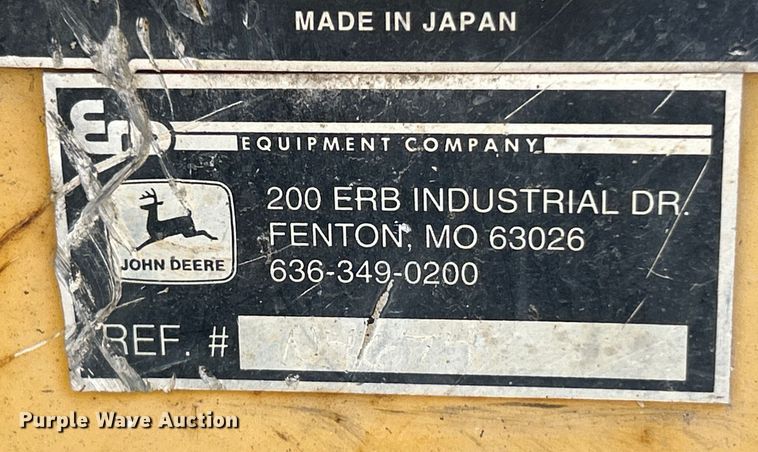 MADE IN JAPAN
Erb
EQUIPMENT COMPANY
200 ERB INDUSTRIAL DR.
FENTON, MO 63026
636-349-0200
JOHN DEERE
REF. #
Purple Wave Auction